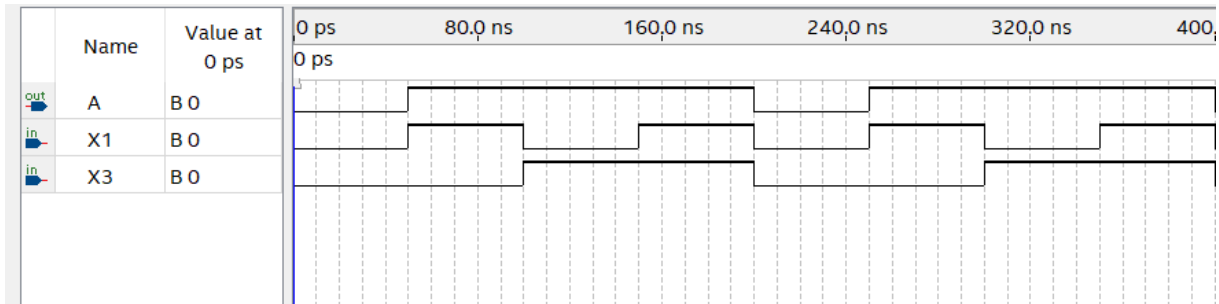 Name
Value at
0 ps
0 ps
80.0 ns
160.0 ns
240.0 ns
320.0 ns
400.
0 ps
out
A
B 0
in
X1
B 0
in
X3
B 0